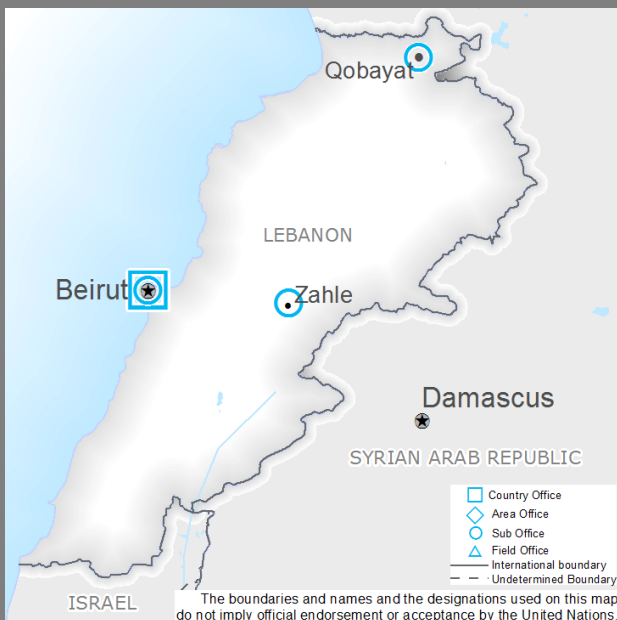 Qobayat
LEBANON
Beirut
Zahle
Damascus
SYRIAN ARAB REPUBLIC
Country Office
Area Office
Sub Office
Field Office
International boundary
Undetermined Boundary
ISRAEL
The boundaries and names and the designations used on this map
do not imply official endorsement or acceptance by the United Nations.